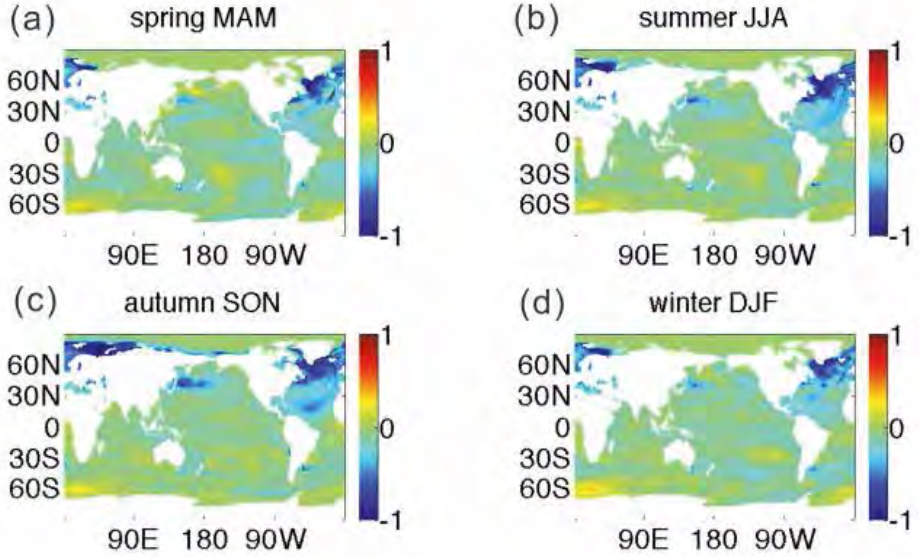 (a) spring MAM
1
60N
30N
0
0
30S
60S
-1
90E 180 90W
(b) summer JJA
1
60N
30N
0
0
30S
60S
-1
90E 180 90W
(c) autumn SON
1
60N
30N
0
0
30S
60S
-1
90E 180 90W
(d) winter DJF
1
60N
30N
0
0
30S
60S
-1
90E 180 90W